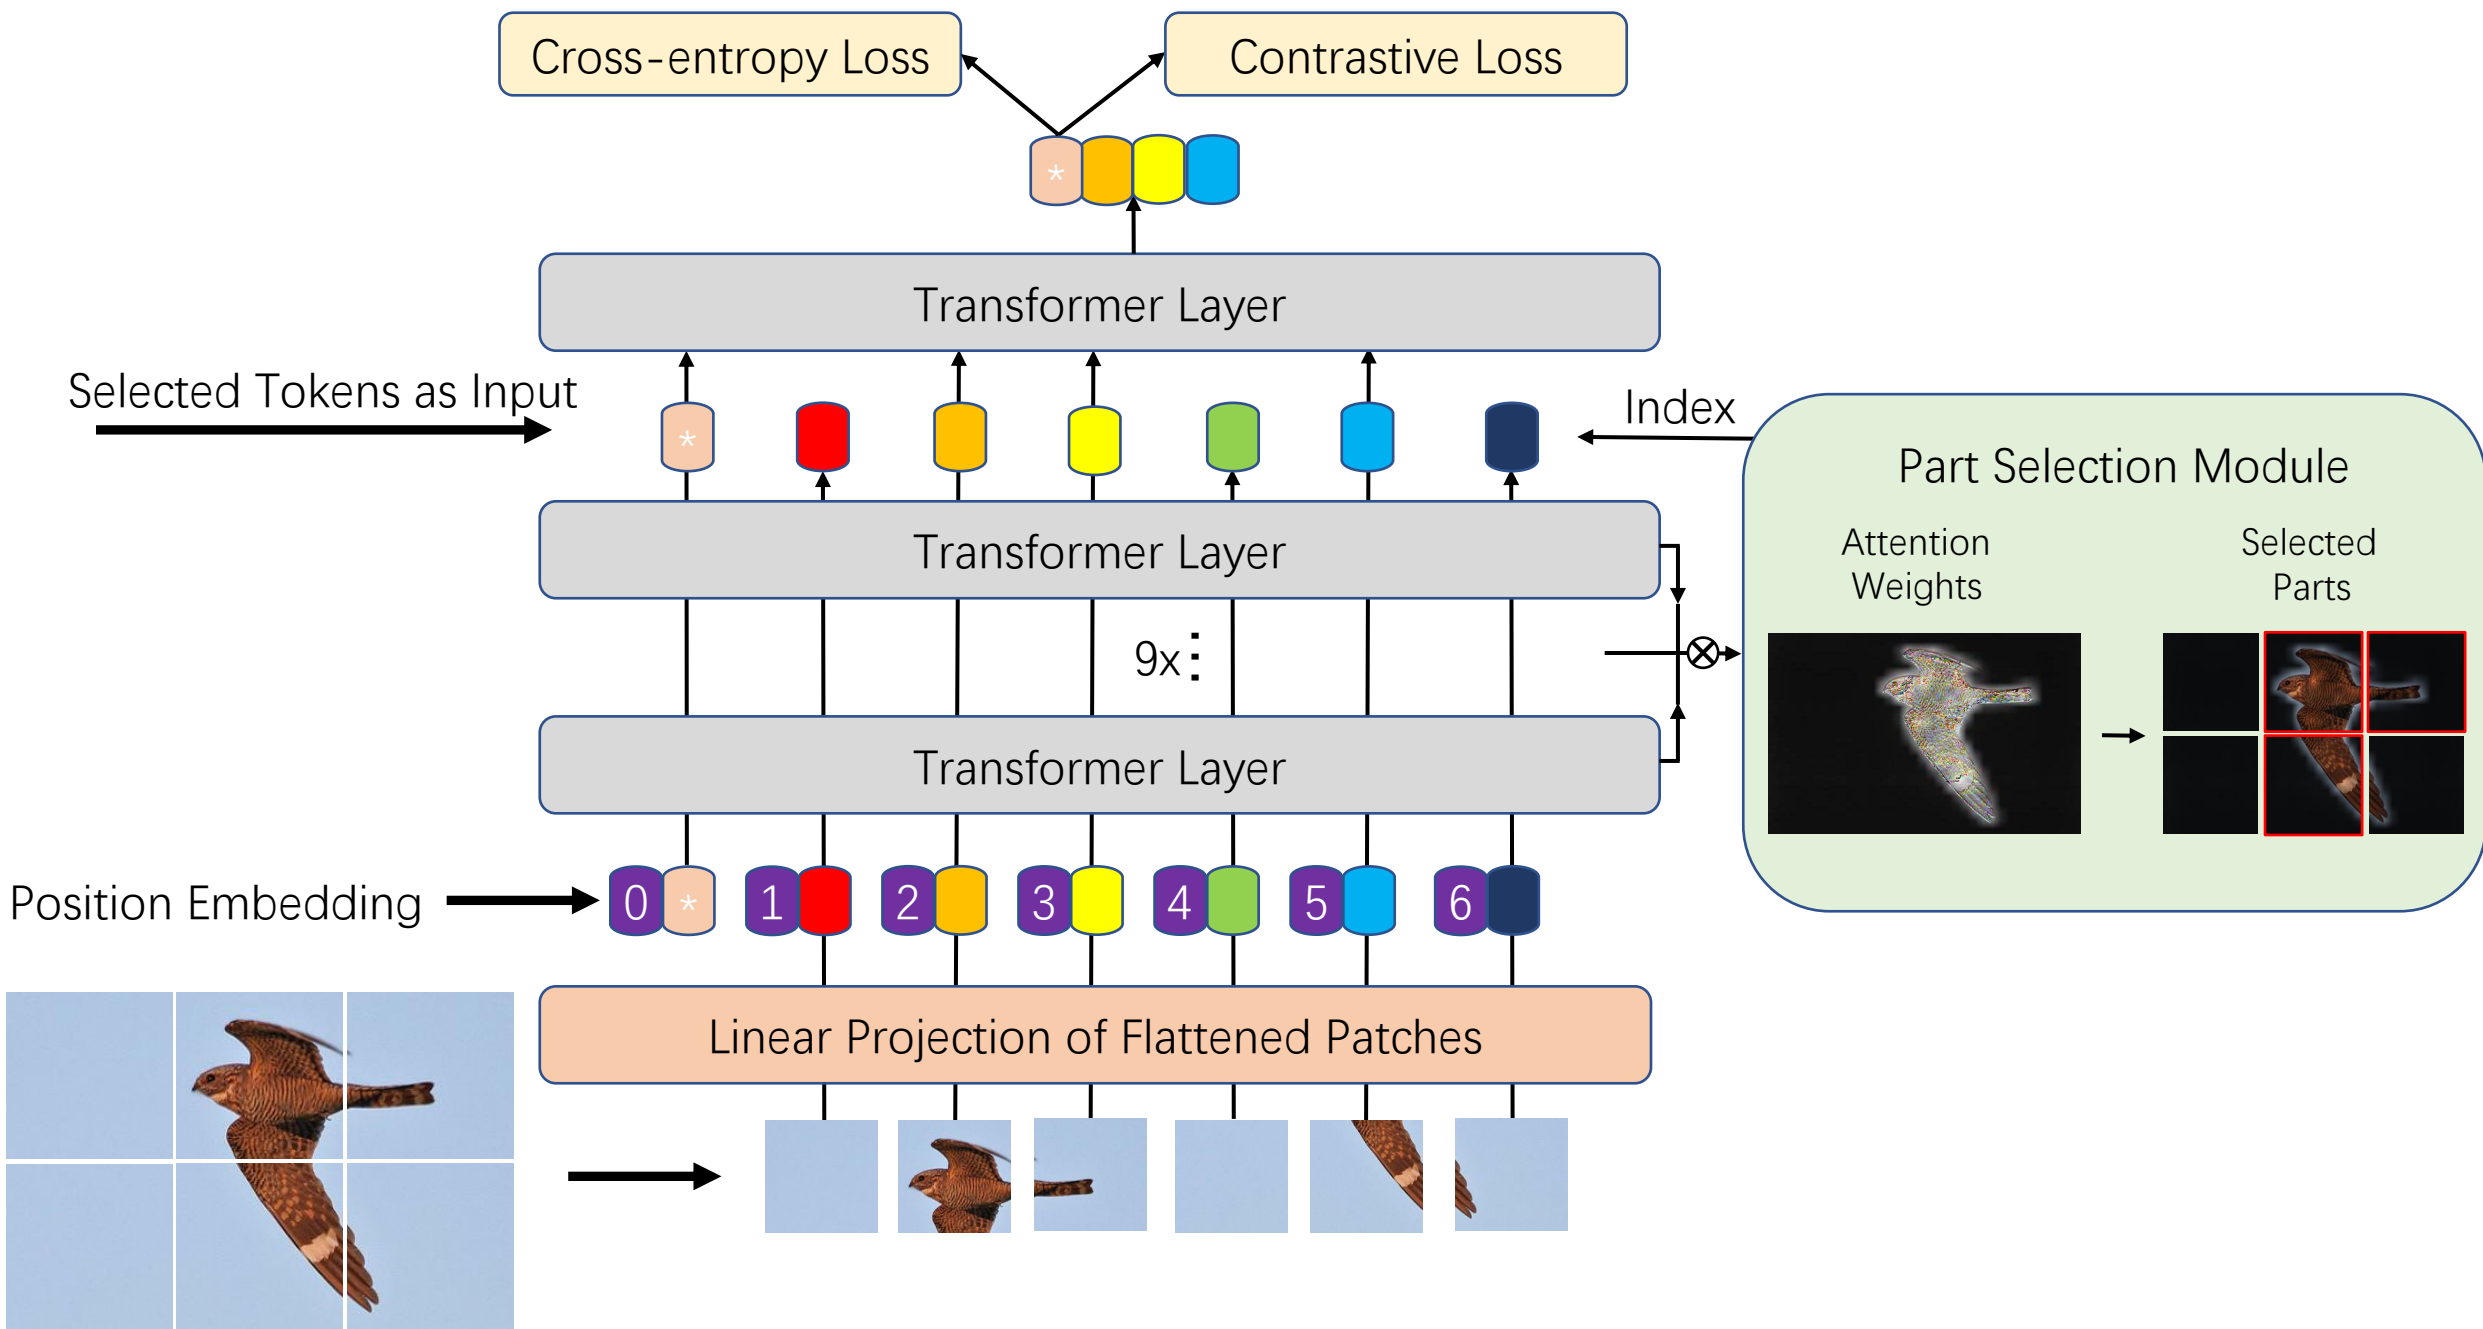 Cross-entropy Loss
Contrastive Loss
*
Transformer Layer
Selected Tokens as Input
*
Index
Part Selection Module
Transformer Layer
Attention
Weights
Selected
Parts
9x
Transformer Layer
Position Embedding
0 * 1 2 3 4 5 6
Linear Projection of Flattened Patches